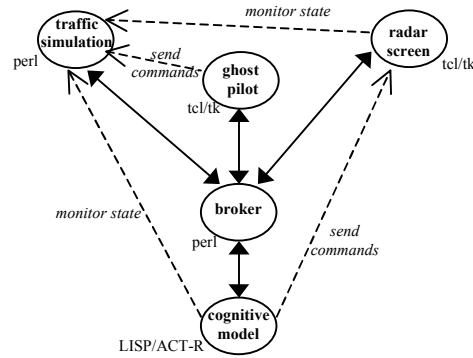 monitor state
traffic
simulation
radar
screen
perl
tcl/tk
send
commands
ghost
pilot
tcl/tk
broker
perl
monitor state
send
commands
cognitive
model
LISP/ACT-R